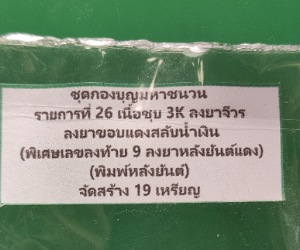 ชุดกองบุญมหาชนวน
รายการที่ 26 เนื้อชุบ 3K ลงยาจีวร
ลงยาขอบแดงสลับน้ำเงิน
(พิเศษเลขลงท้าย 9 ลงยาหลังยันต์แดง)
(พิมพ์หลังยันต์)
จัดสร้าง 19 เหรียญ